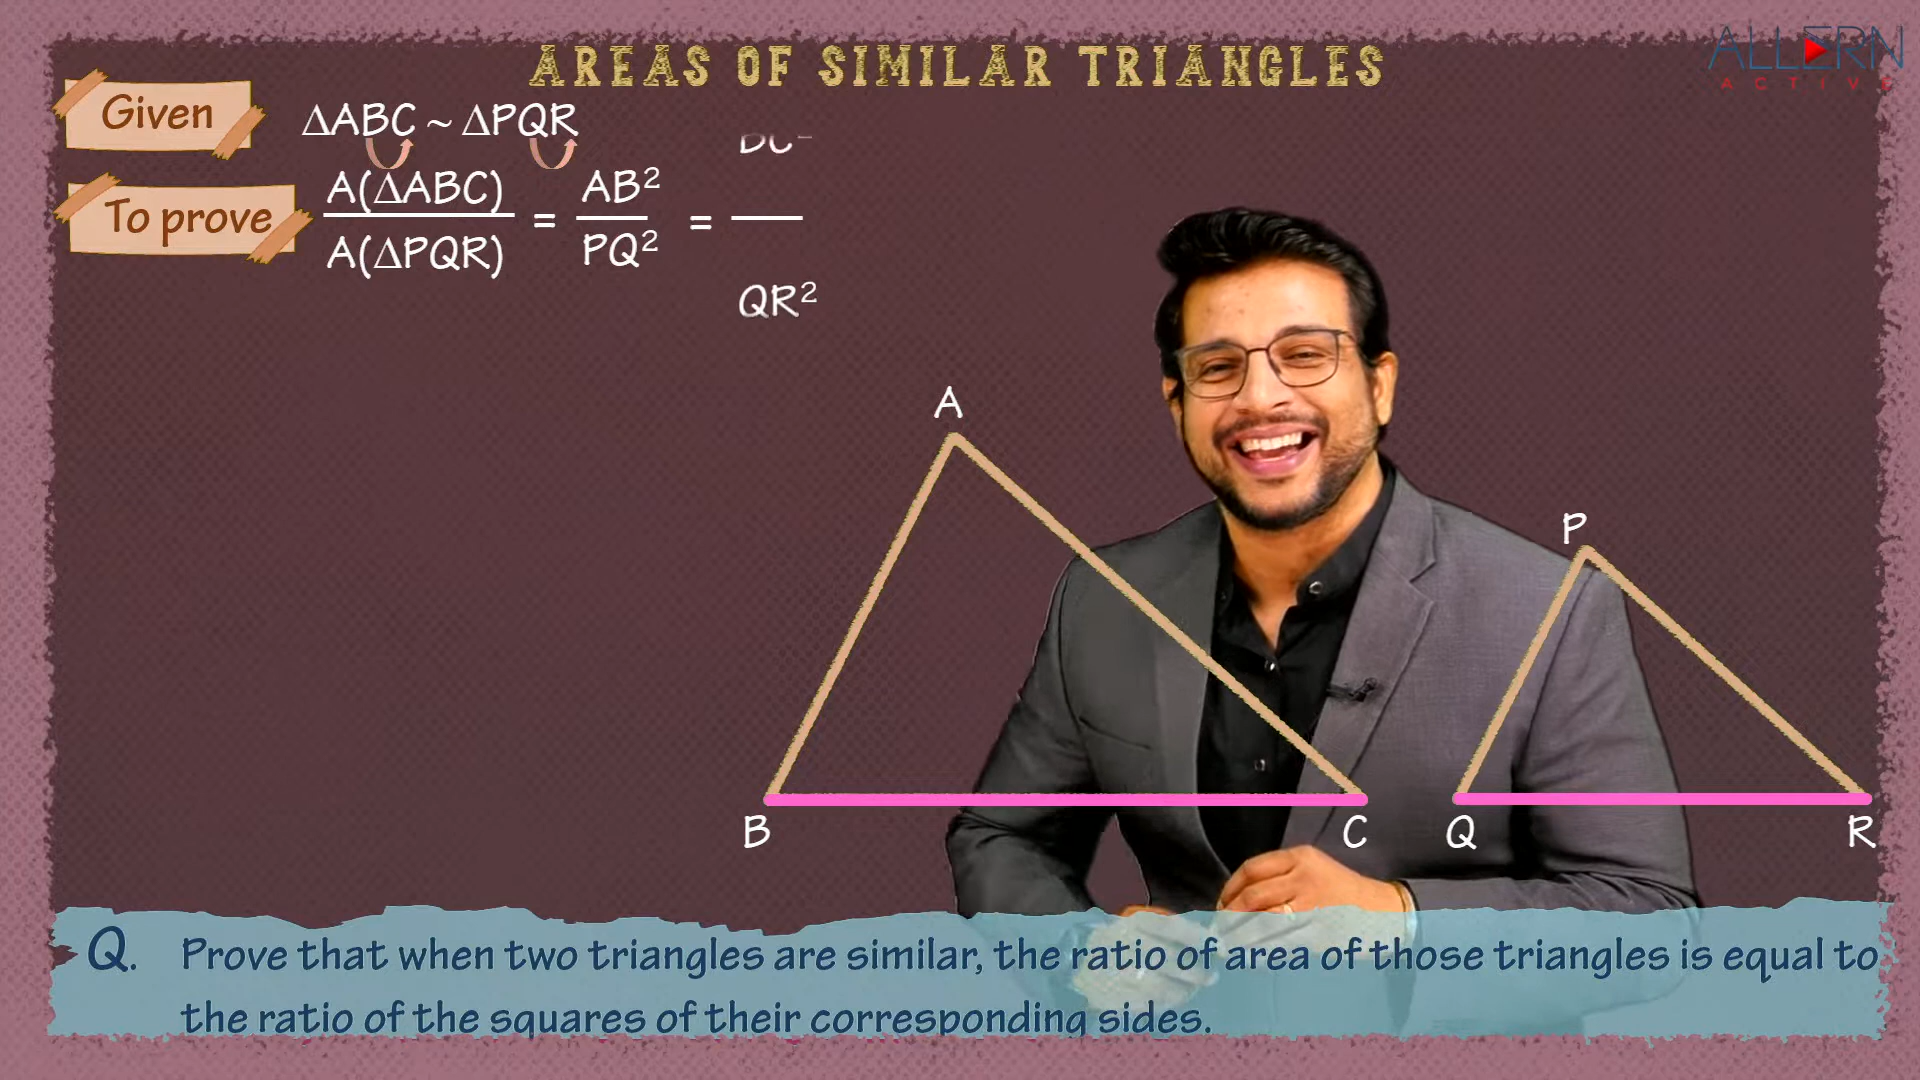 AREAS OF SIMILAR TRIANGLES
ALLERN
ACTIVE
Given
ΔABC ~ ΔPQR
To prove
A(ΔABC) / A(ΔPQR) = AB² / PQ² = BC² / QR²
A
P
B
C
Q
R
Q. Prove that when two triangles are similar, the ratio of area of those triangles is equal to
the ratio of the squares of their corresponding sides.